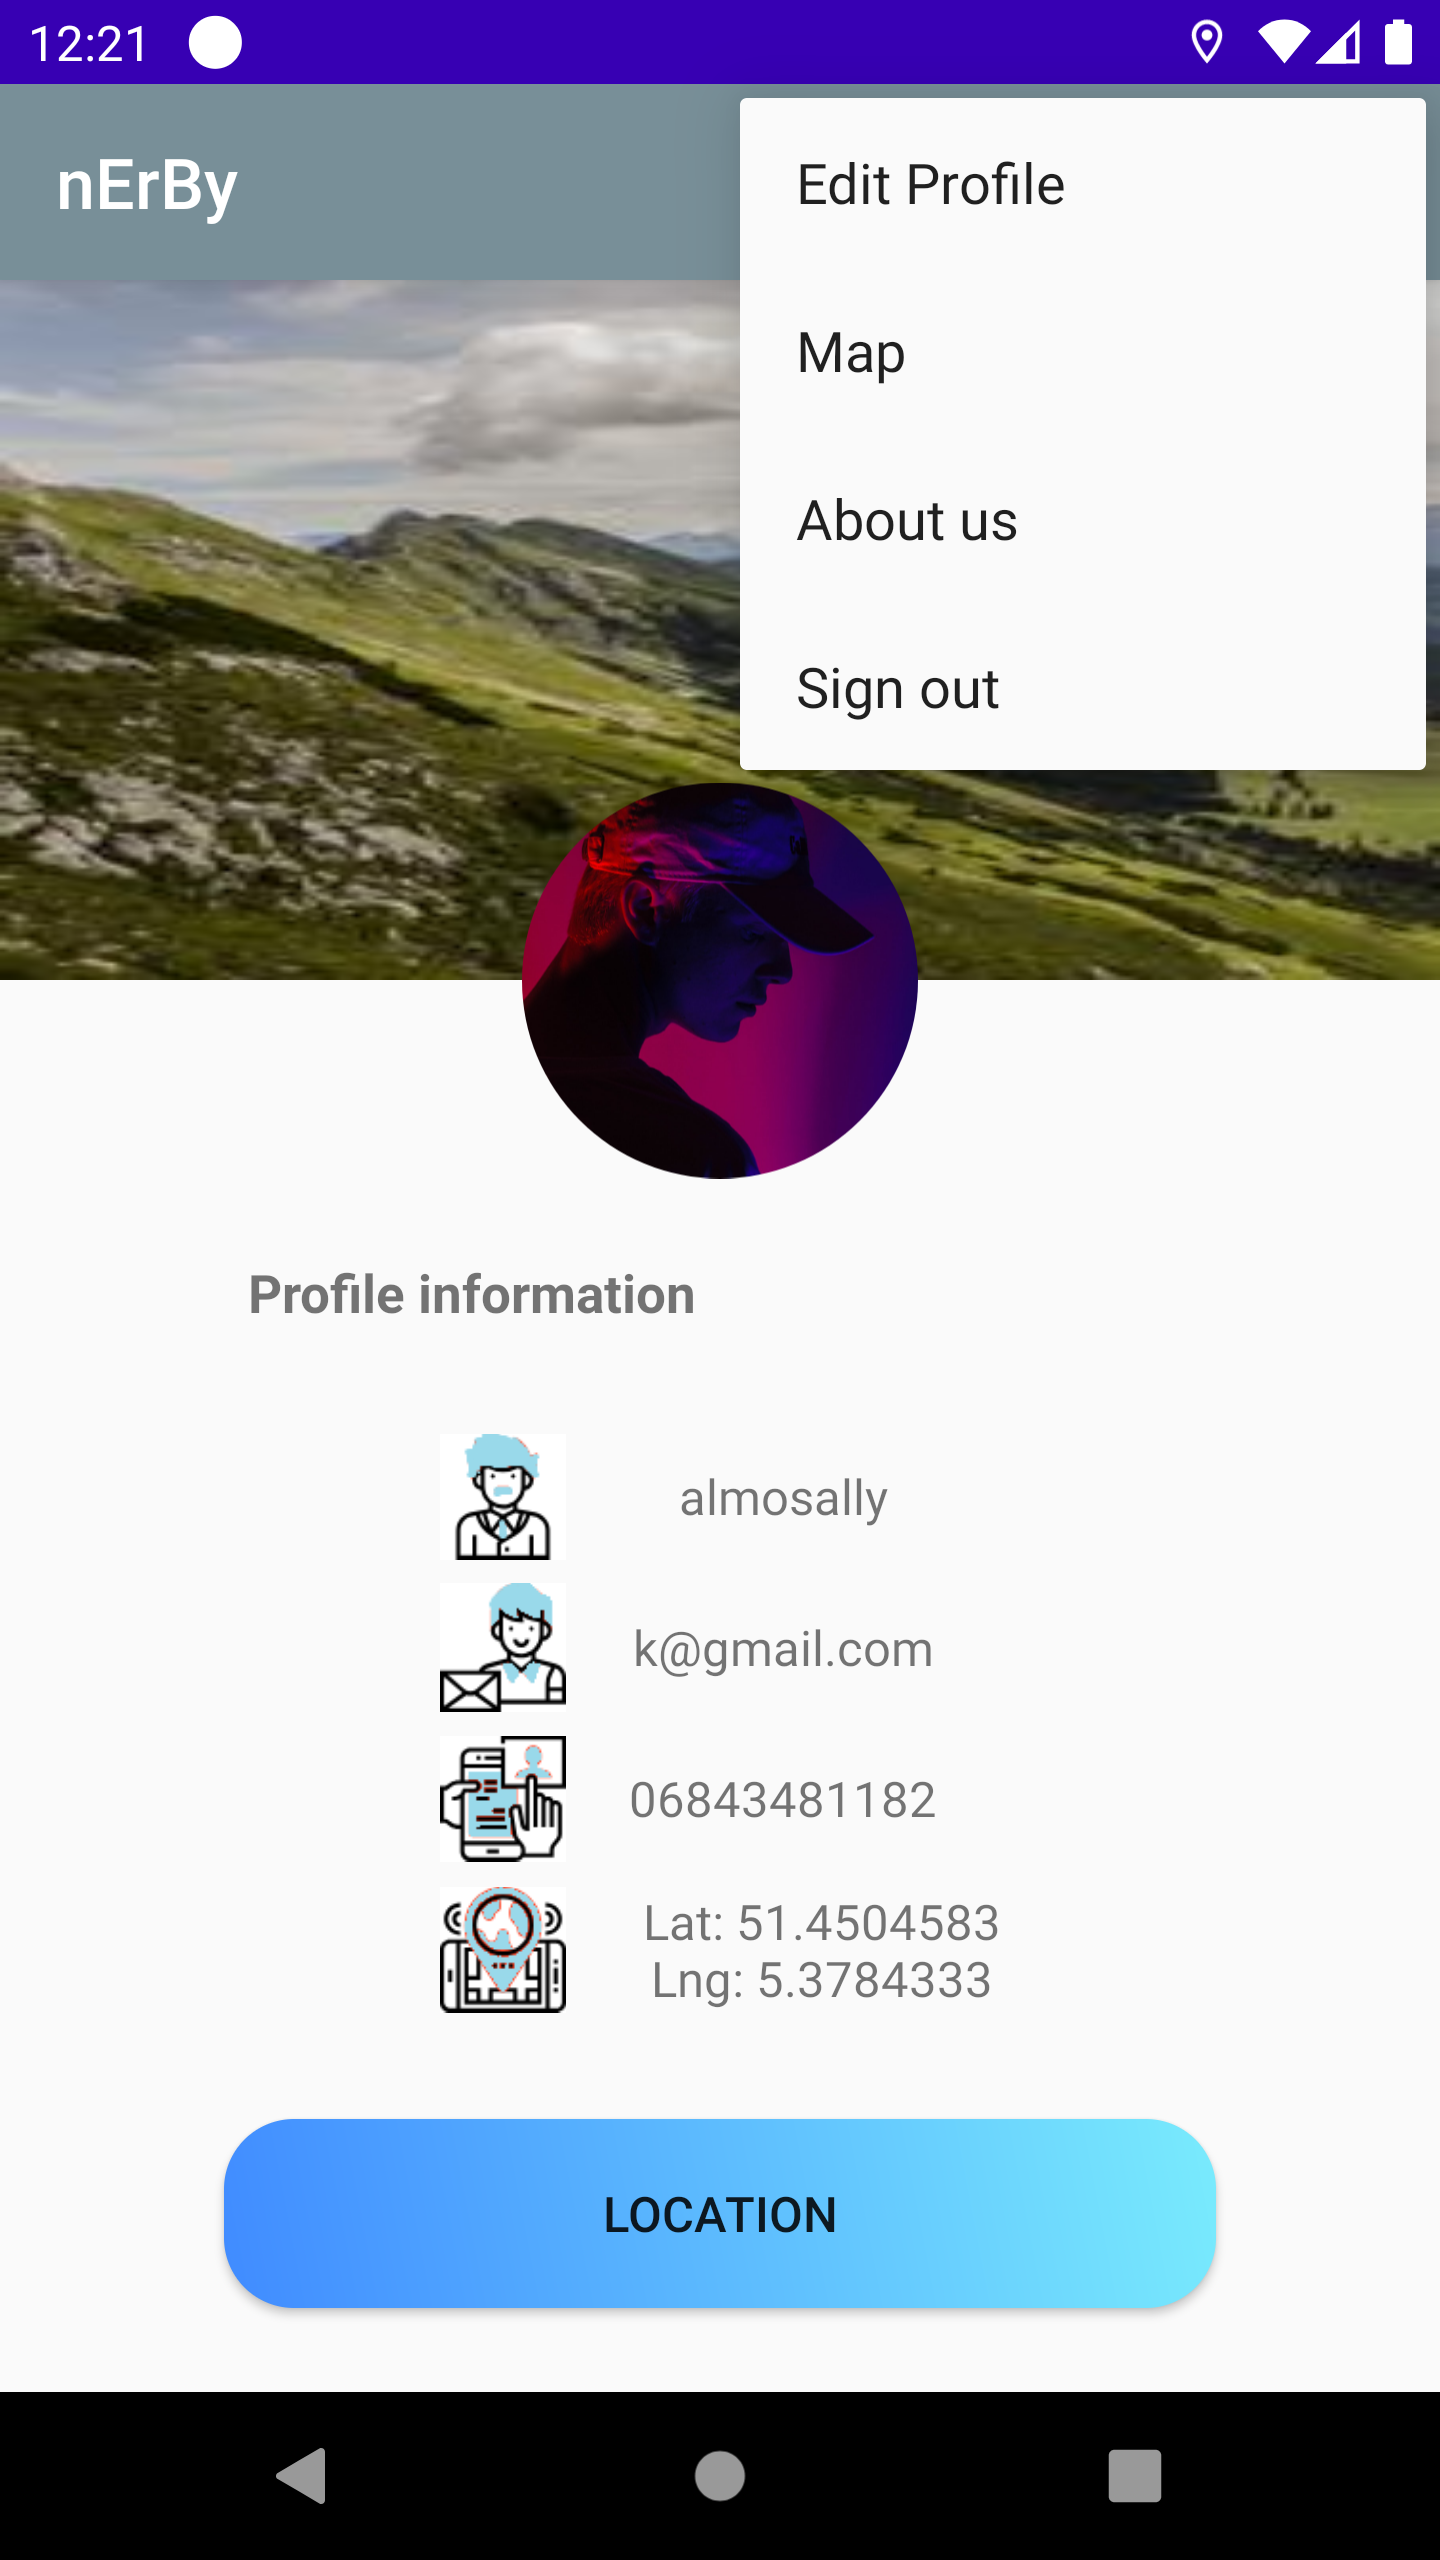 12:21
nErBy
Edit Profile
Map
About us
Sign out
Profile information
almosally
k@gmail.com
06843481182
Lat: 51.4504583
Lng: 5.3784333
LOCATION